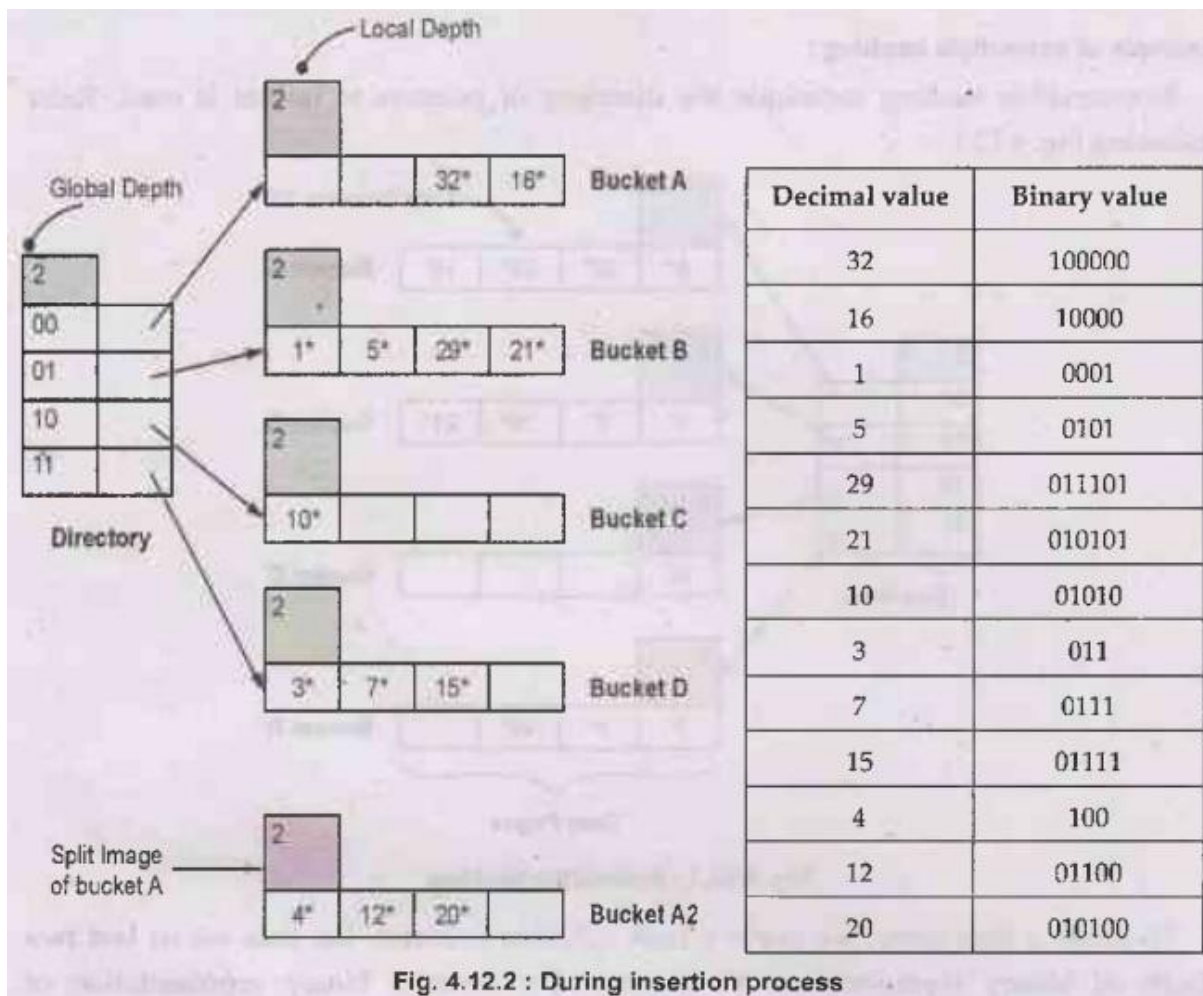 Local Depth
2
32* 16* Bucket A
Global Depth
2
00
01
10
11
Directory
2
1* 5* 29* 21* Bucket B
2
10* Bucket C
2
3* 7* 15* Bucket D
Split Image
of bucket A
2
4* 12* 20* Bucket A2
Decimal value Binary value
32 100000
16 10000
1 0001
5 0101
29 011101
21 010101
10 01010
3 011
7 0111
15 01111
4 100
12 01100
20 010100
Fig. 4.12.2 : During insertion process